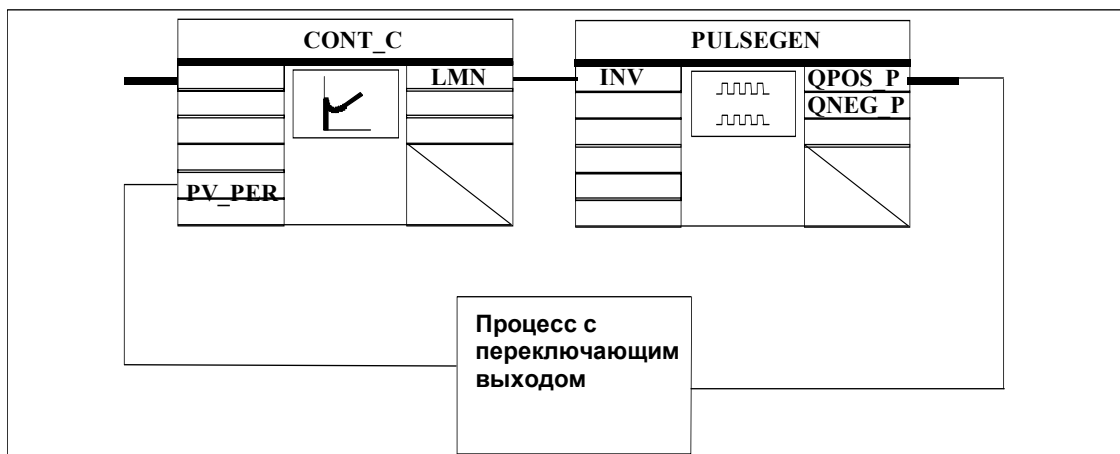 CONT_C
PULSEGEN
LMN
INV
QPOS_P
QNEG_P
PV_PER
Процесс с
переключающим
выходом